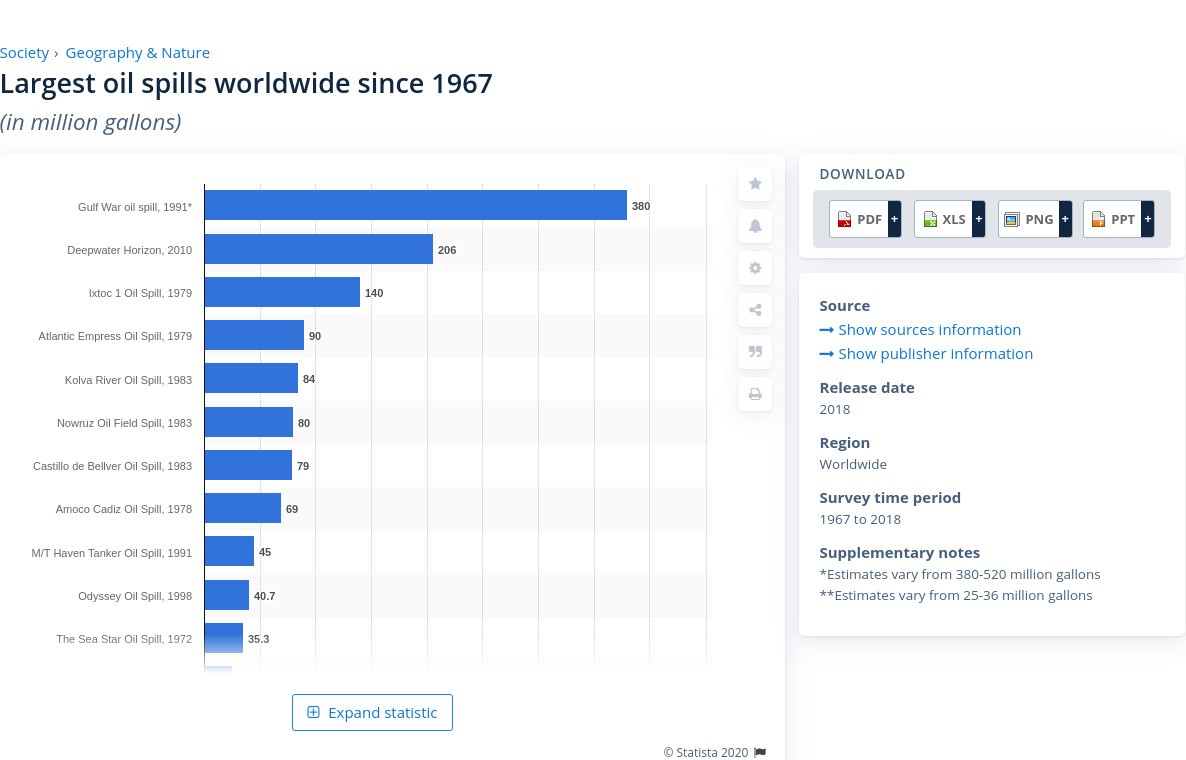 Society › Geography & Nature
Largest oil spills worldwide since 1967
(in million gallons)
Gulf War oil spill, 1991* 380
Deepwater Horizon, 2010 206
Ixtoc 1 Oil Spill, 1979 140
Atlantic Empress Oil Spill, 1979 90
Kolva River Oil Spill, 1983 84
Nowruz Oil Field Spill, 1983 80
Castillo de Bellver Oil Spill, 1983 79
Amoco Cadiz Oil Spill, 1978 69
M/T Haven Tanker Oil Spill, 1991 45
Odyssey Oil Spill, 1998 40.7
The Sea Star Oil Spill, 1972 35.3
Expand statistic
© Statista 2020
DOWNLOAD
PDF + XLS + PNG + PPT +
Source
Show sources information
Show publisher information
Release date
2018
Region
Worldwide
Survey time period
1967 to 2018
Supplementary notes
*Estimates vary from 380-520 million gallons
**Estimates vary from 25-36 million gallons